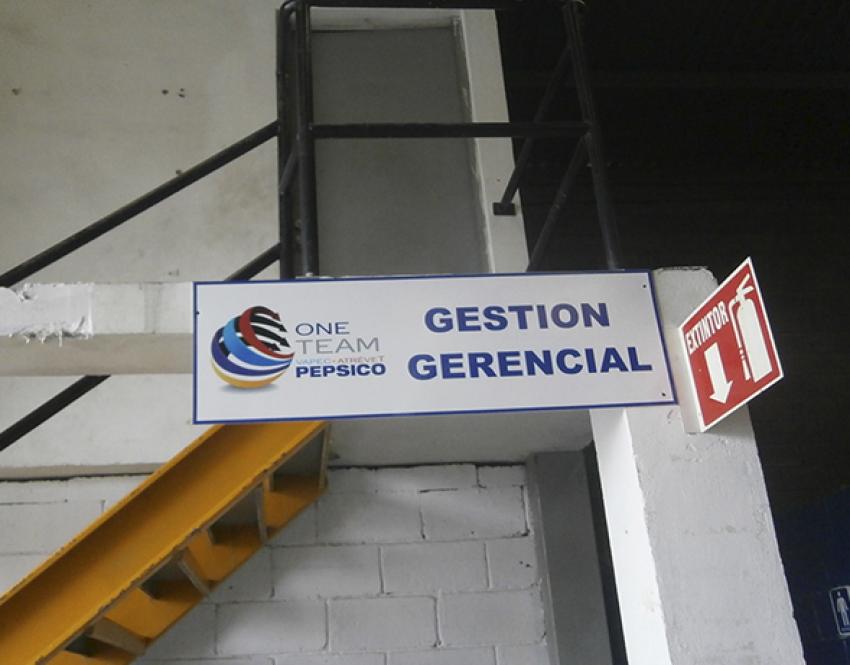 ONE
TEAM
VAPEC • ATRÉVET
PEPSICO
GESTION
GERENCIAL
EXTINTOR